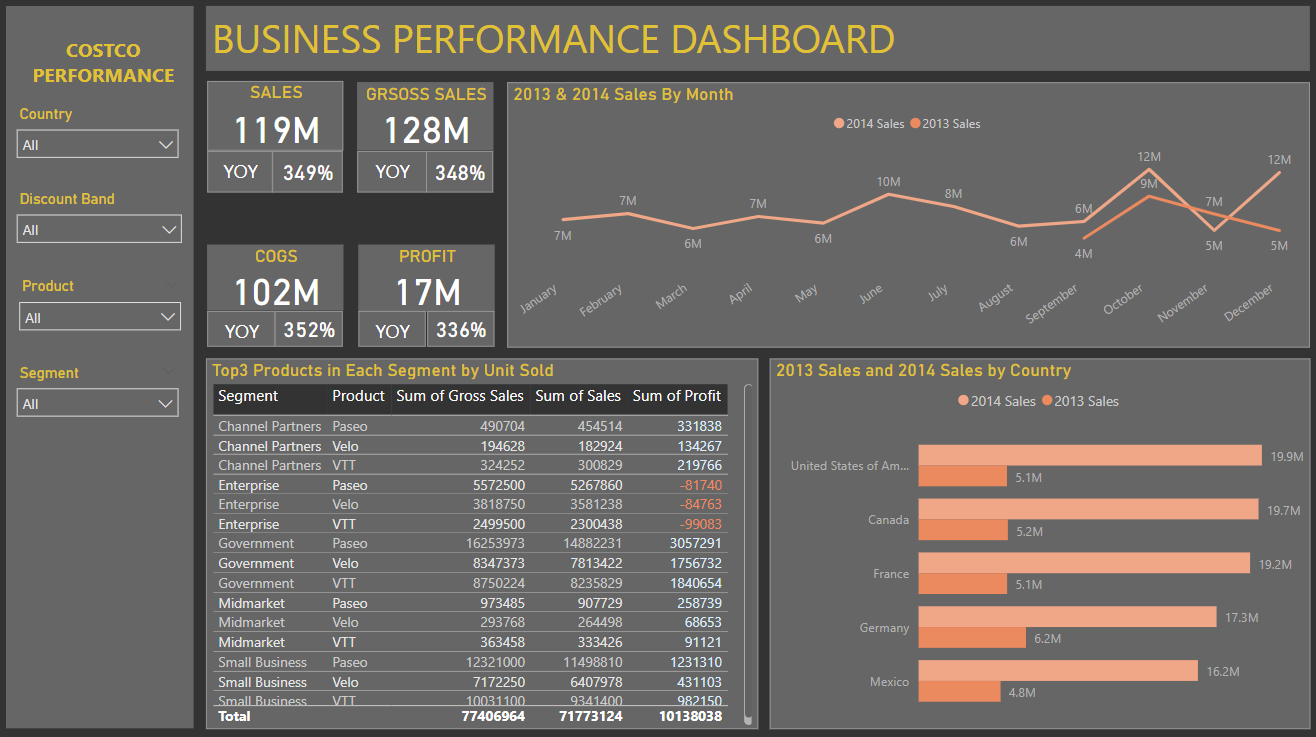 COSTCO
PERFORMANCE
Country
All
Discount Band
All
Product
All
Segment
All
BUSINESS PERFORMANCE DASHBOARD
SALES
119M
YOY 349%
GRSOSS SALES
128M
YOY 348%
COGS
102M
YOY 352%
PROFIT
17M
YOY 336%
2013 & 2014 Sales By Month
2014 Sales 2013 Sales
7M 7M 6M 7M 6M 10M 8M 6M 6M 12M 5M 12M
4M 9M 7M 5M
January February March April May June July August September October November December
Top3 Products in Each Segment by Unit Sold
Segment Product Sum of Gross Sales Sum of Sales Sum of Profit
Channel Partners Paseo 490704 454514 331838
Channel Partners Velo 194628 182924 134267
Channel Partners VTT 324252 300829 219766
Enterprise Paseo 5572500 5267860 -81740
Enterprise Velo 3818750 3581238 -84763
Enterprise VTT 2499500 2300438 -99083
Government Paseo 16253973 14882231 3057291
Government Velo 8347373 7813422 1756732
Government VTT 8750224 8235829 1840654
Midmarket Paseo 973485 907729 258739
Midmarket Velo 293768 264498 68653
Midmarket VTT 363458 333426 91121
Small Business Paseo 12321000 11498810 1231310
Small Business Velo 7172250 6407978 431103
Small Business VTT 10031100 9341400 982150
Total 77406964 71773124 10138038
2013 Sales and 2014 Sales by Country
2014 Sales 2013 Sales
United States of Am... 19.9M
5.1M
Canada 19.7M
5.2M
France 19.2M
5.1M
Germany 17.3M
6.2M
Mexico 16.2M
4.8M